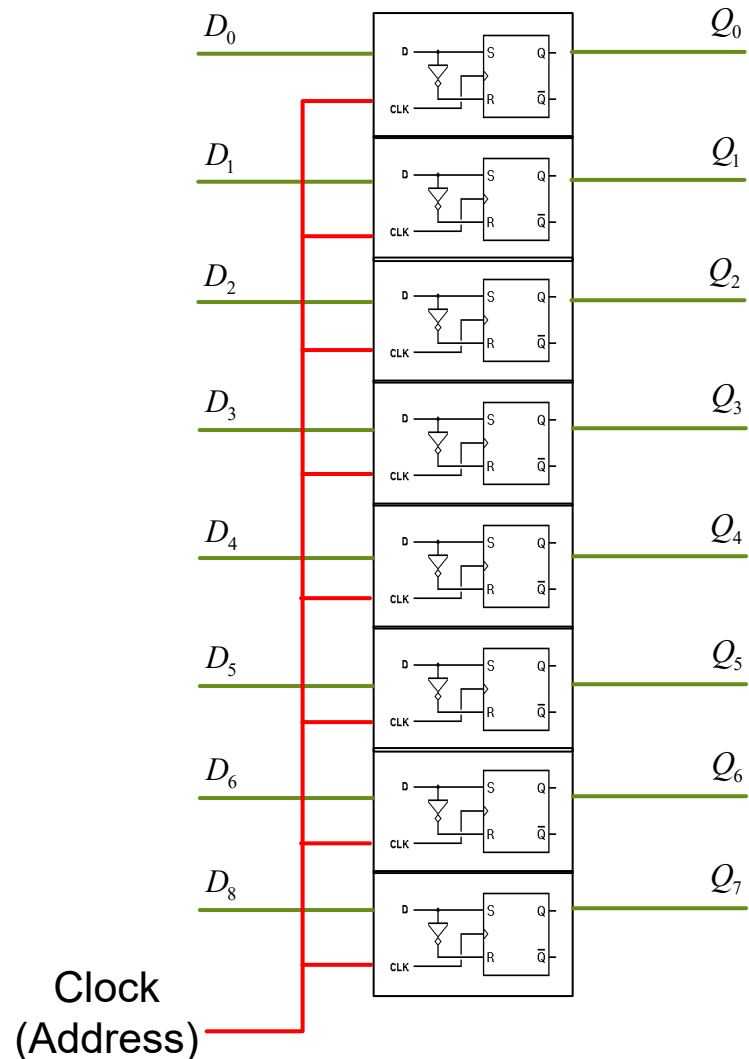 D₀ Q₀
D S Q
CLK R Q̅
D₁ Q₁
D S Q
CLK R Q̅
D₂ Q₂
D S Q
CLK R Q̅
D₃ Q₃
D S Q
CLK R Q̅
D₄ Q₄
D S Q
CLK R Q̅
D₅ Q₅
D S Q
CLK R Q̅
D₆ Q₆
D S Q
CLK R Q̅
D₈ Q₇
D S Q
CLK R Q̅
Clock
(Address)